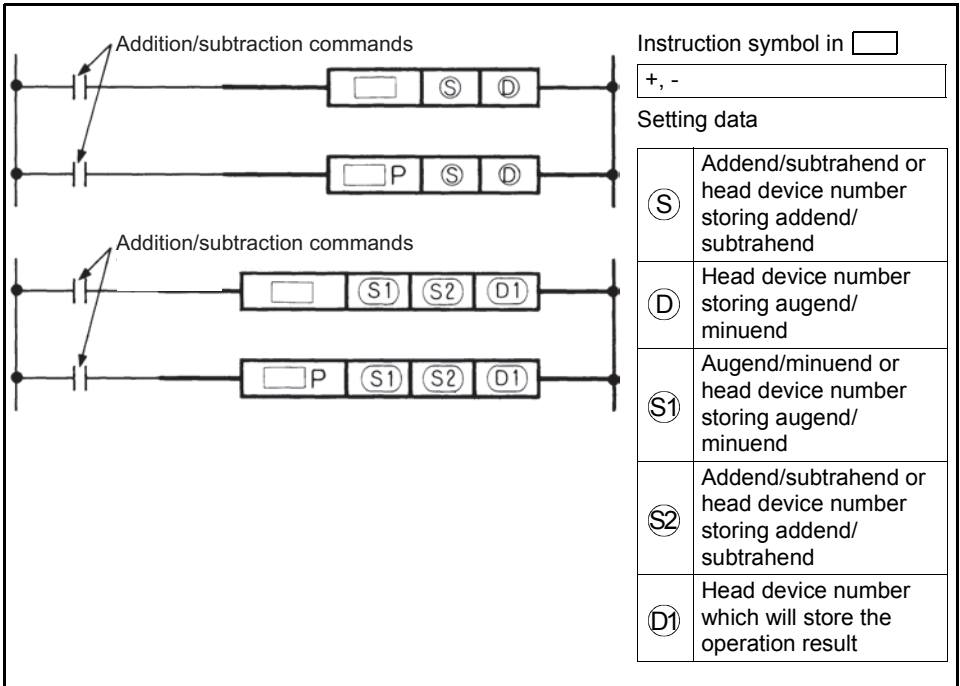 Addition/subtraction commands
S D
P S D
Addition/subtraction commands
S1 S2 D1
P S1 S2 D1
Instruction symbol in
+, -
Setting data
S
Addend/subtrahend or
head device number
storing addend/
subtrahend
D
Head device number
storing augend/
minuend
S1
Augend/minuend or
head device number
storing augend/
minuend
S2
Addend/subtrahend or
head device number
storing addend/
subtrahend
D1
Head device number
which will store the
operation result